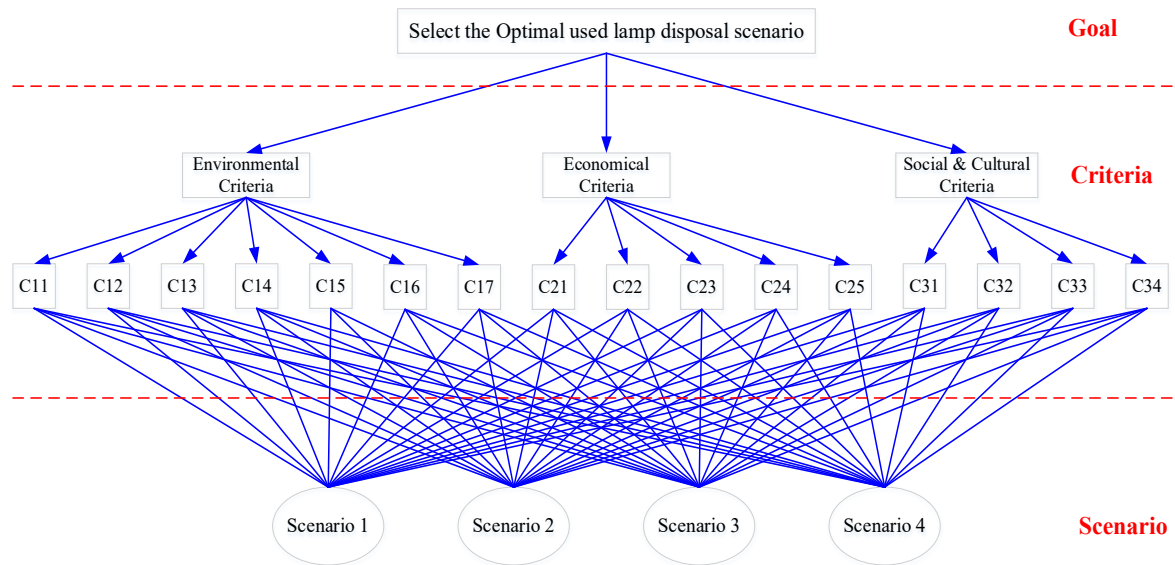 Select the Optimal used lamp disposal scenario
Goal
Environmental
Criteria
Economical
Criteria
Social & Cultural
Criteria
Criteria
C11
C12
C13
C14
C15
C16
C17
C21
C22
C23
C24
C25
C31
C32
C33
C34
Scenario 1
Scenario 2
Scenario 3
Scenario 4
Scenario